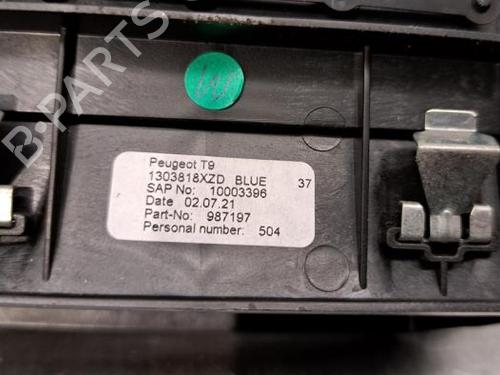 Peugeot T9
1303818XZD BLUE 37
SAP No: 10003396
Date 02.07.21
Part-No: 987197
Personal number: 504
B-PARTS